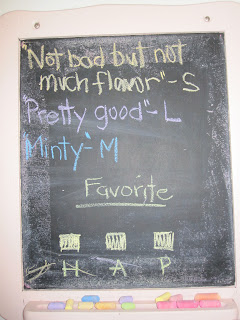 "Not bad but not
much flavor" - S
"Pretty good" - L
"Minty" - M
Favorite
H A P